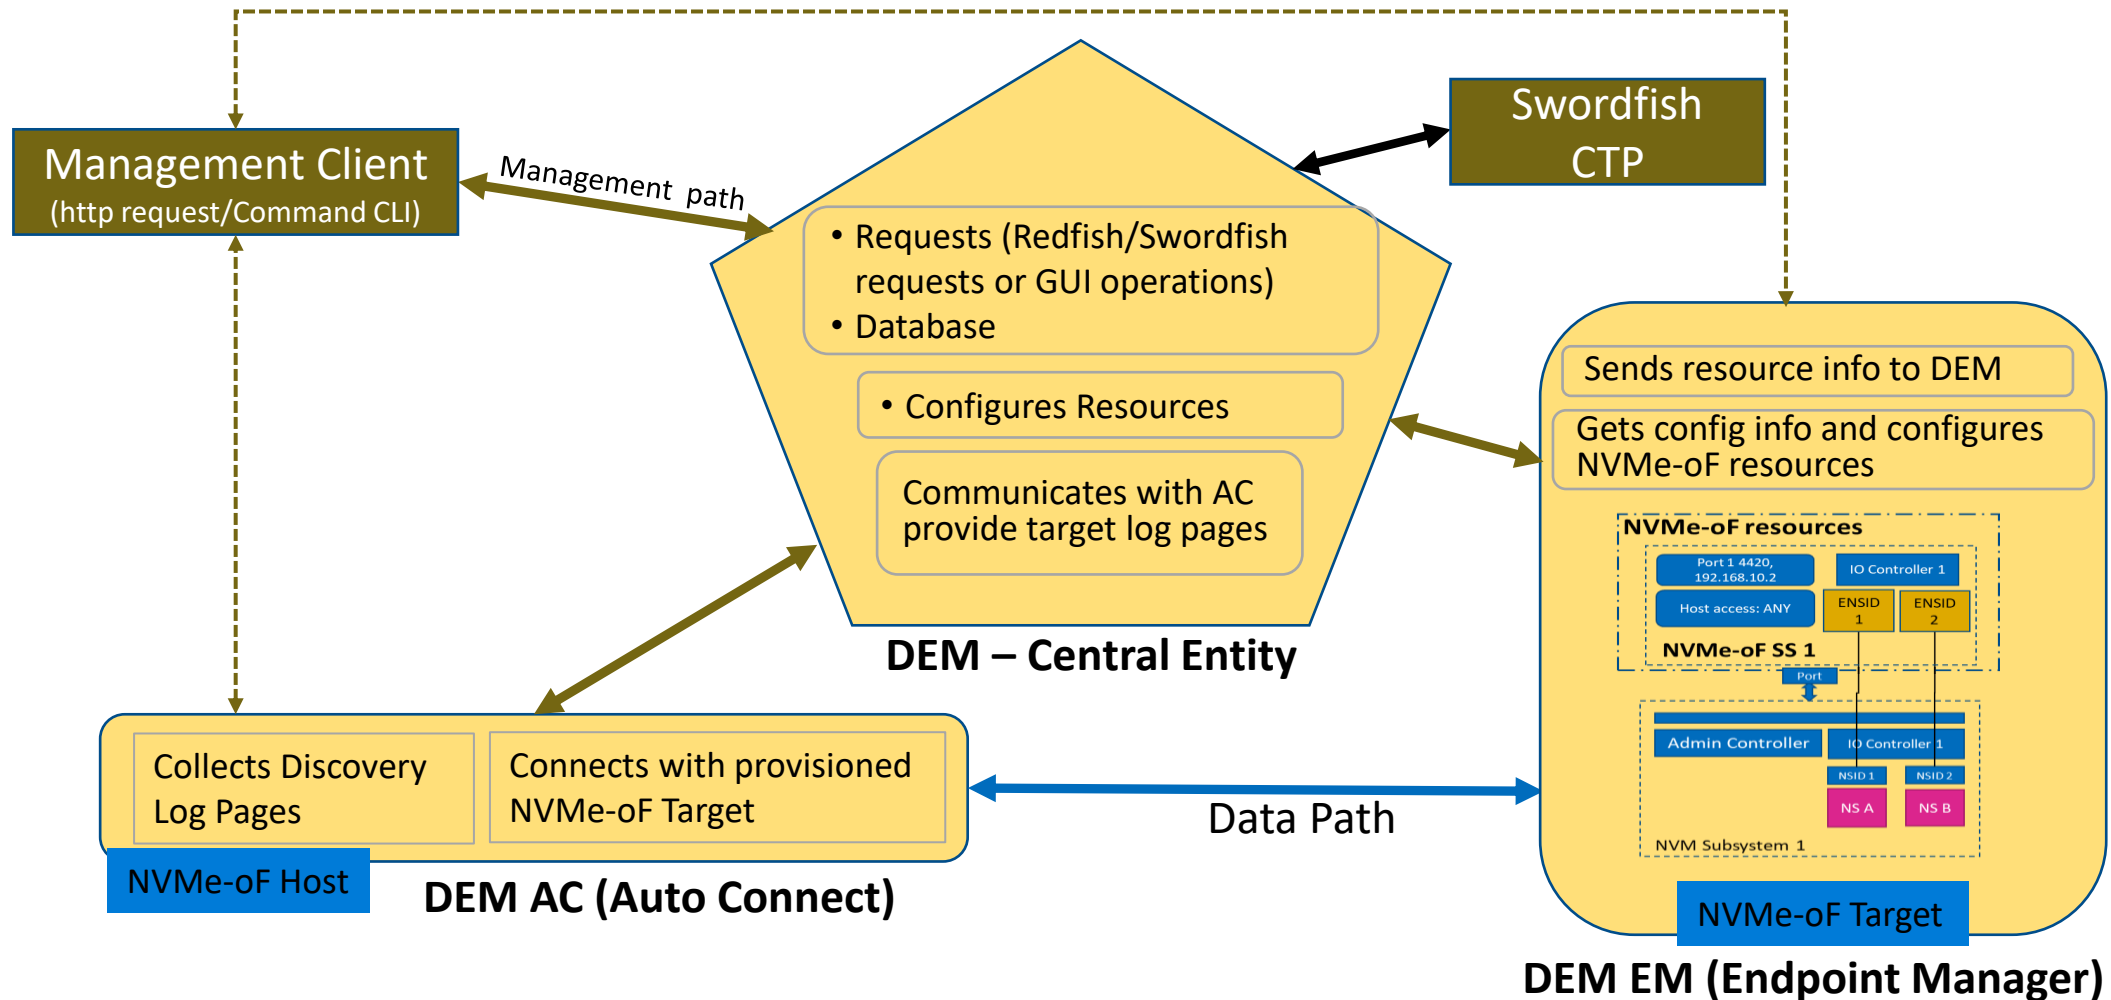 Swordfish
CTP
Management Client
(http request/Command CLI)
Management path
• Requests (Redfish/Swordfish
requests or GUI operations)
• Database
• Configures Resources
Communicates with AC
provide target log pages
DEM – Central Entity
Sends resource info to DEM
Gets config info and configures
NVMe-oF resources
NVMe-oF resources
Port 1 4420,
192.168.10.2
IO Controller 1
Host access: ANY
ENSID
1
ENSID
2
NVMe-oF SS 1
Port
Admin Controller
IO Controller 1
NSID 1
NSID 2
NS A
NS B
NVM Subsystem 1
NVMe-oF Target
DEM EM (Endpoint Manager)
Collects Discovery
Log Pages
Connects with provisioned
NVMe-oF Target
Data Path
NVMe-oF Host
DEM AC (Auto Connect)